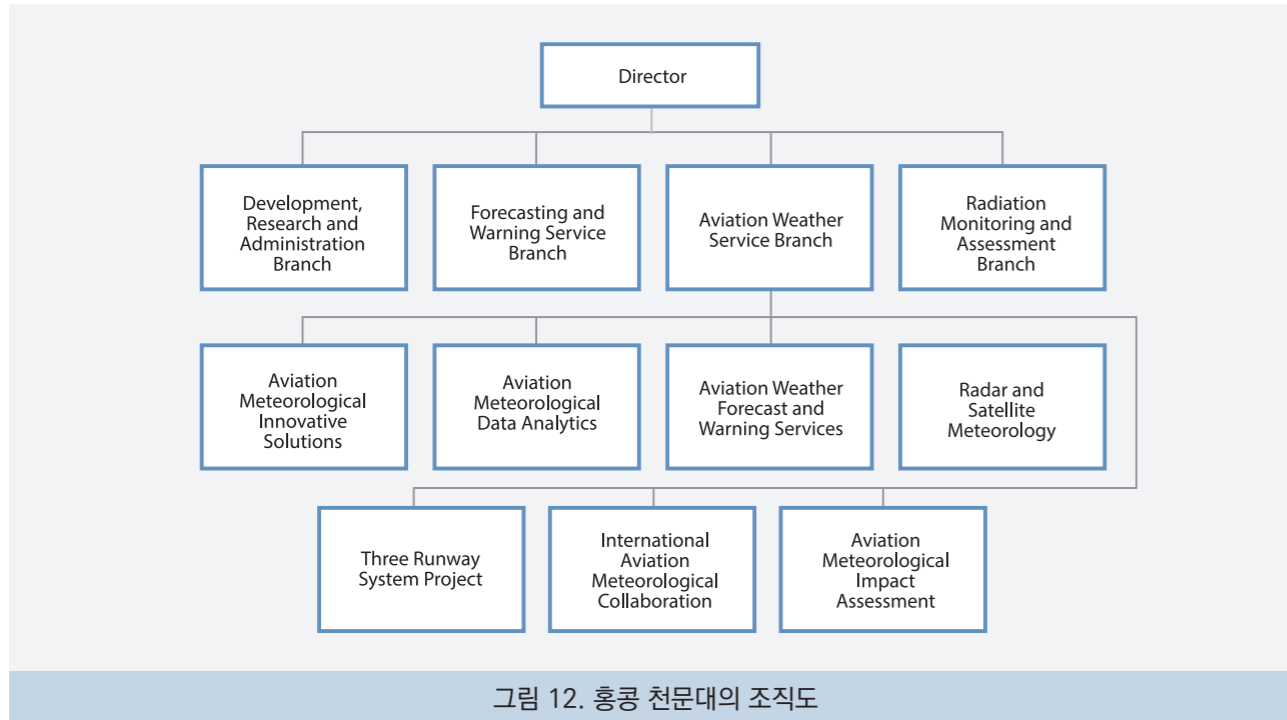 Director
Development,
Research and
Administration
Branch
Forecasting and
Warning Service
Branch
Aviation Weather
Service Branch
Radiation
Monitoring and
Assessment
Branch
Aviation
Meteorological
Innovative
Solutions
Aviation
Meteorological
Data Analytics
Aviation Weather
Forecast and
Warning Services
Radar and
Satellite
Meteorology
Three Runway
System Project
International
Aviation
Meteorological
Collaboration
Aviation
Meteorological
Impact
Assessment
그림 12. 홍콩 천문대의 조직도